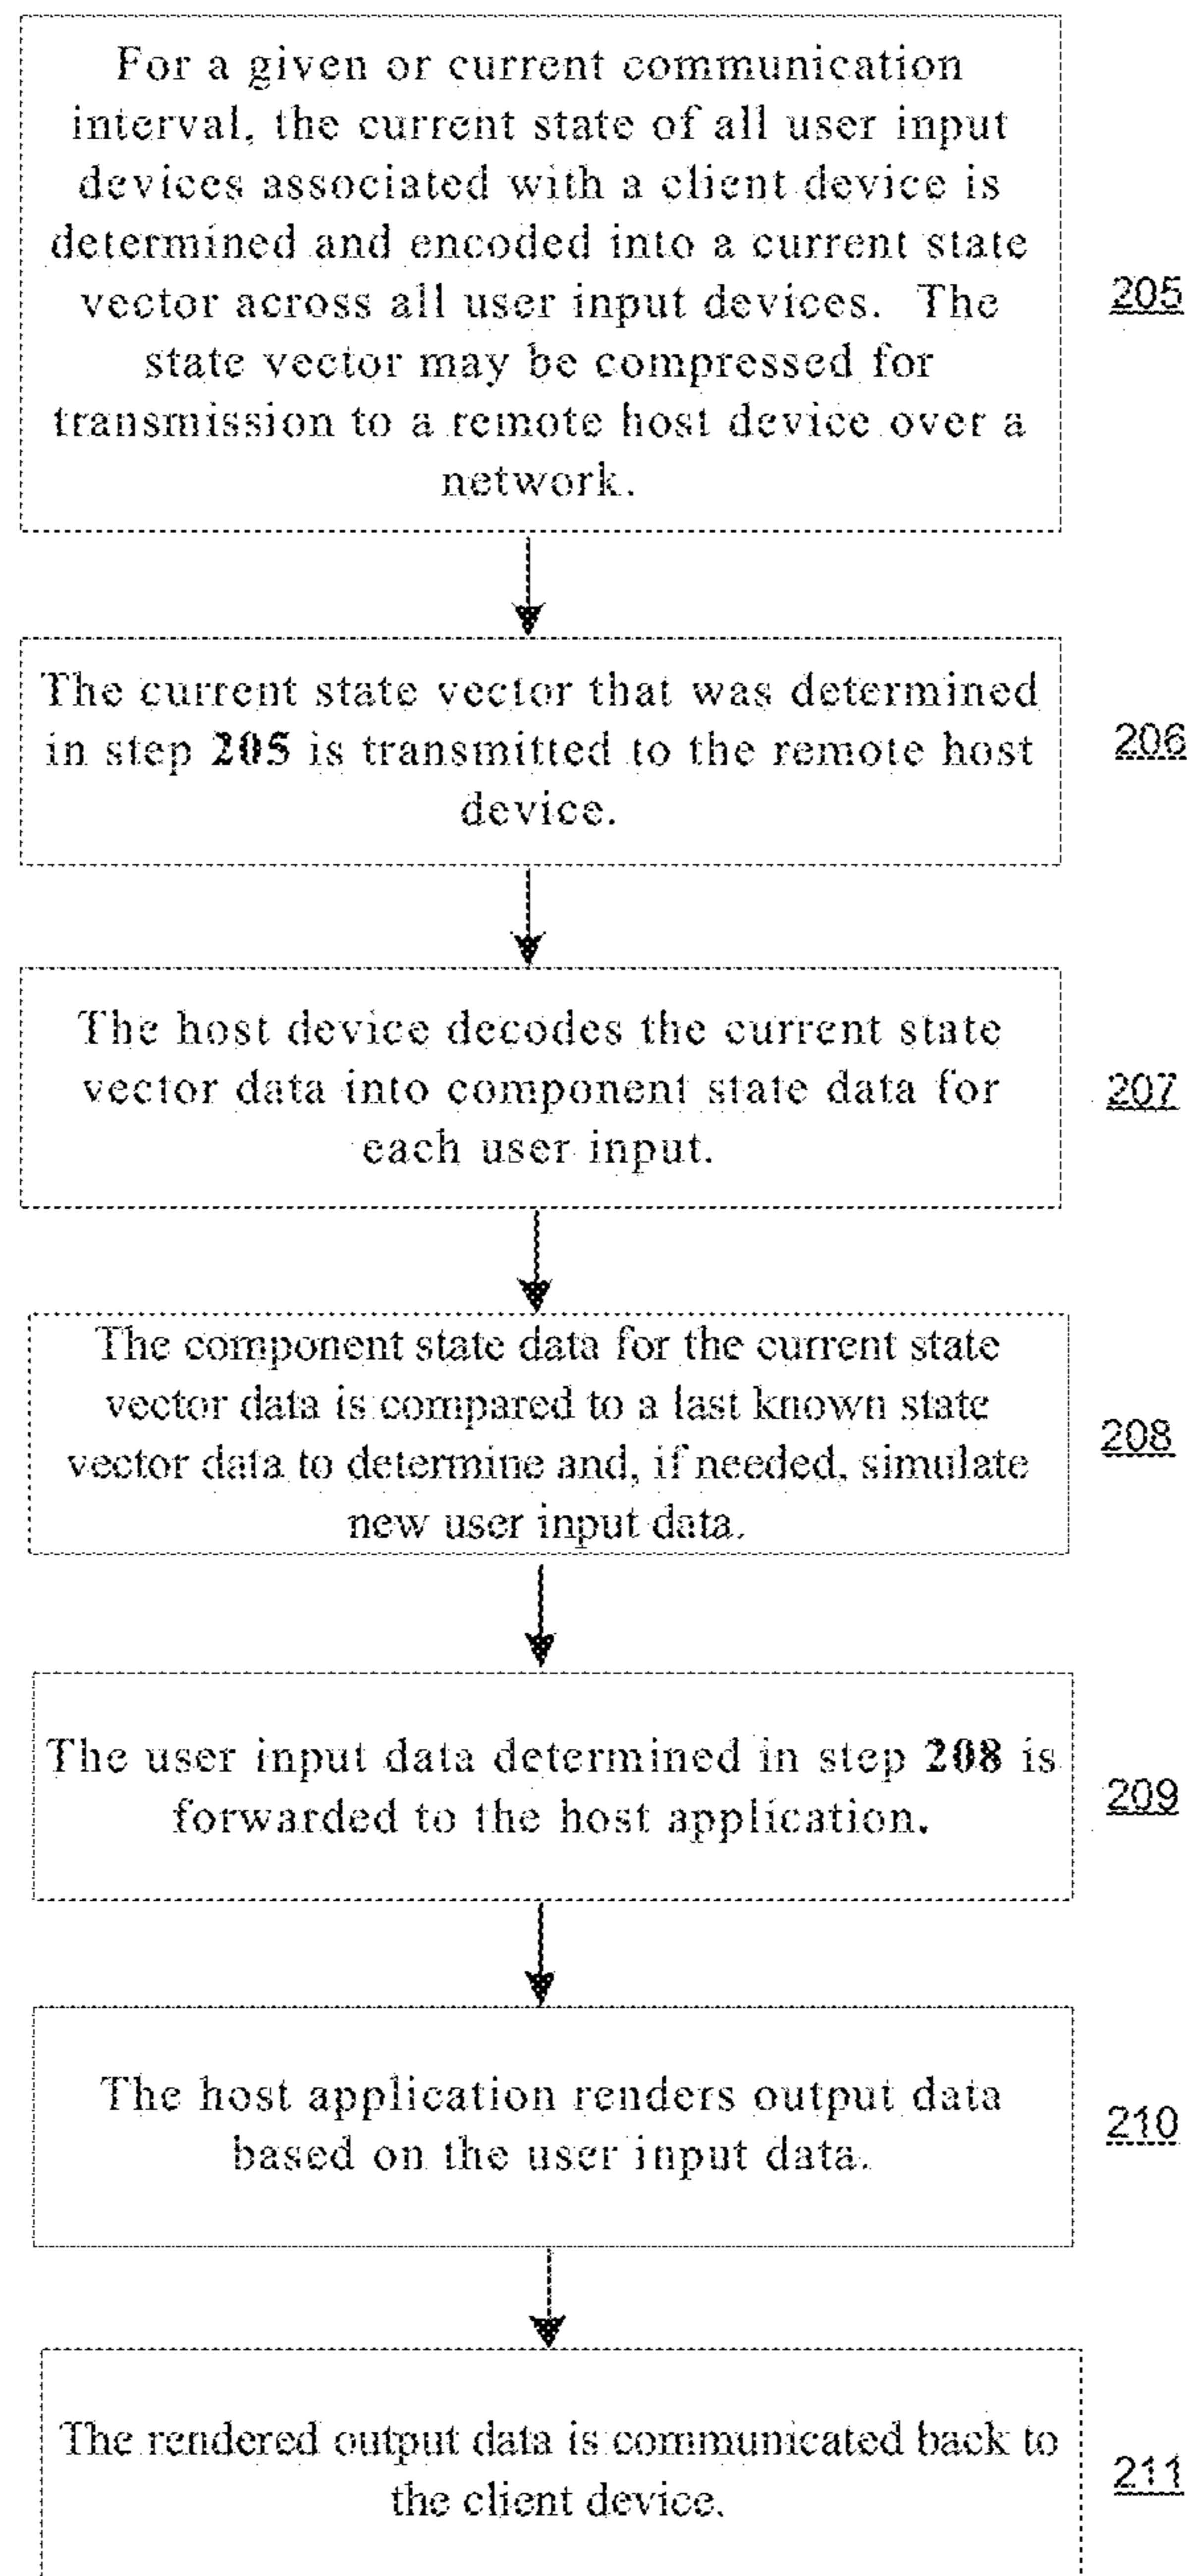 For a given or current communication
interval, the current state of all user input
devices associated with a client device is
determined and encoded into a current state
vector across all user input devices. The
state vector may be compressed for
transmission to a remote host device over a
network.
205
The current state vector that was determined
in step 205 is transmitted to the remote host
device.
206
The host device decodes the current state
vector data into component state data for
each user input.
207
The component state data for the current state
vector data is compared to a last known state
vector data to determine and, if needed, simulate
new user input data.
208
The user input data determined in step 208 is
forwarded to the host application.
209
The host application renders output data
based on the user input data.
210
The rendered output data is communicated back to
the client device.
211